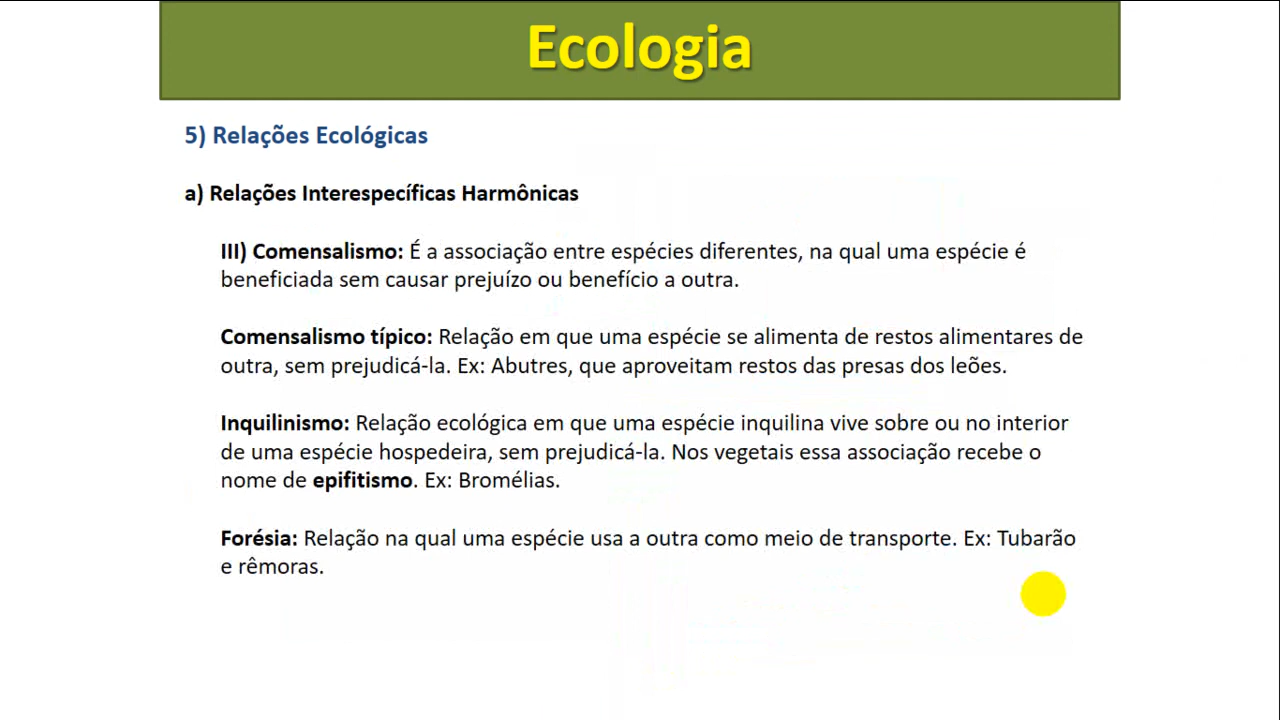 Ecologia
5) Relações Ecológicas
a) Relações Interespecíficas Harmônicas
III) Comensalismo: É a associação entre espécies diferentes, na qual uma espécie é
beneficiada sem causar prejuízo ou benefício a outra.
Comensalismo típico: Relação em que uma espécie se alimenta de restos alimentares de
outra, sem prejudicá-la. Ex: Abutres, que aproveitam restos das presas dos leões.
Inquilinismo: Relação ecológica em que uma espécie inquilina vive sobre ou no interior
de uma espécie hospedeira, sem prejudicá-la. Nos vegetais essa associação recebe o
nome de epifitismo. Ex: Bromélias.
Forésia: Relação na qual uma espécie usa a outra como meio de transporte. Ex: Tubarão
e rêmoras.